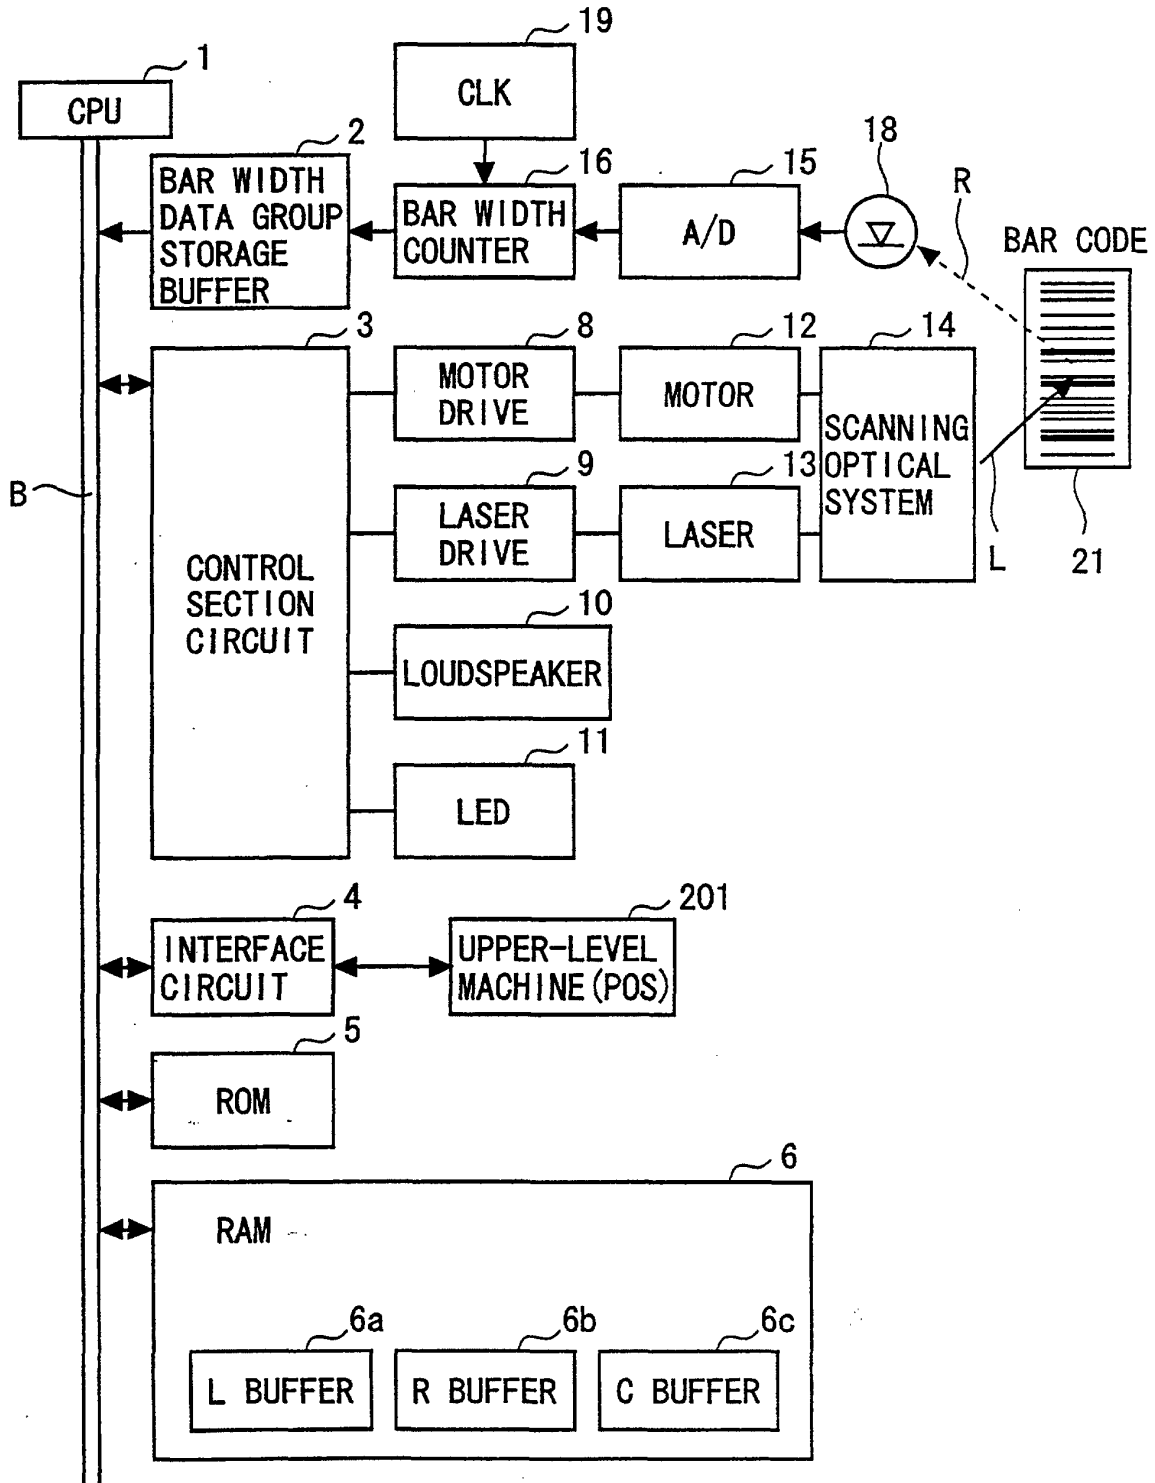 19
1
CLK
CPU
2
16
15
18
R
BAR WIDTH
DATA GROUP
STORAGE
BUFFER
BAR WIDTH
COUNTER
A/D
BAR CODE
3
8
12
14
MOTOR
DRIVE
MOTOR
SCANNING
OPTICAL
SYSTEM
B
9
13
LASER
DRIVE
LASER
L
21
CONTROL
SECTION
CIRCUIT
10
LOUDSPEAKER
11
LED
4
201
INTERFACE
CIRCUIT
UPPER-LEVEL
MACHINE(POS)
5
ROM
6
RAM
6a
6b
6c
L BUFFER
R BUFFER
C BUFFER